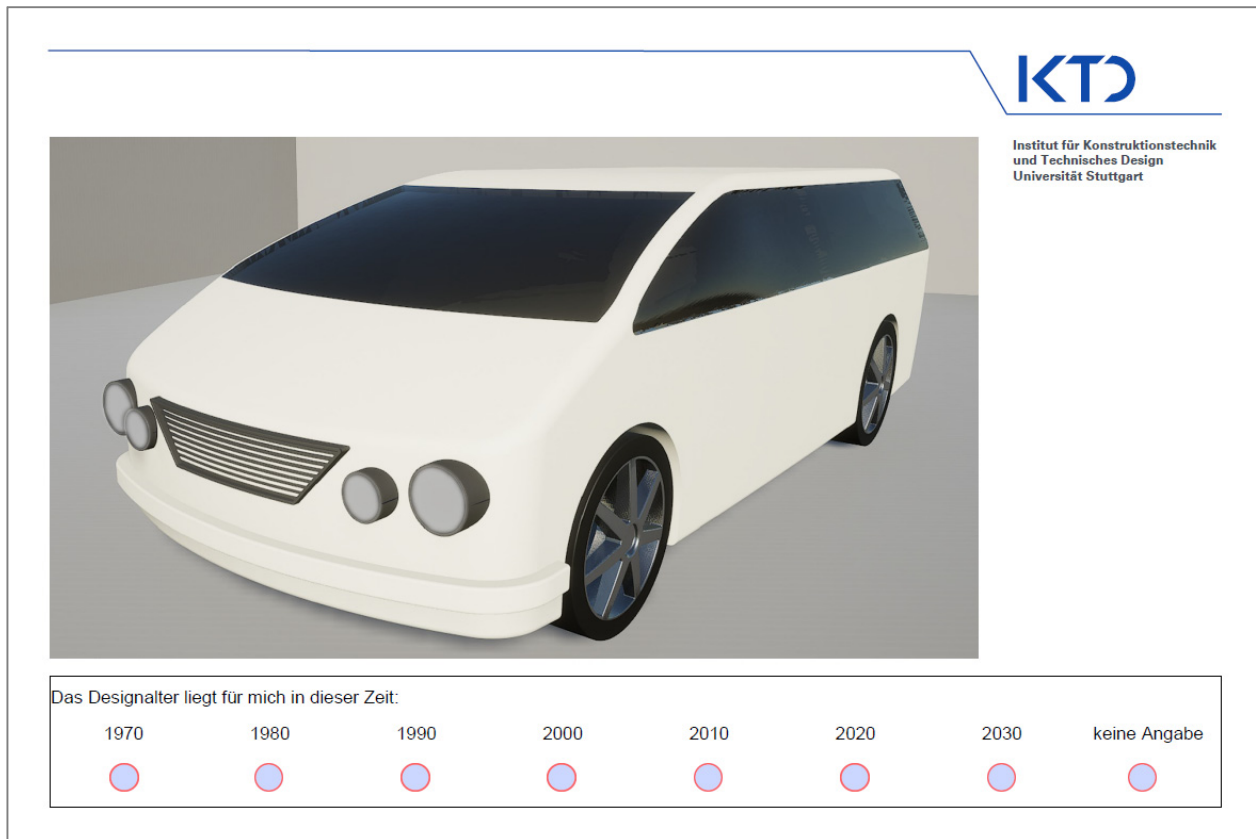 KTD
Institut für Konstruktionstechnik
und Technisches Design
Universität Stuttgart
Das Designalter liegt für mich in dieser Zeit:
1970 1980 1990 2000 2010 2020 2030 keine Angabe